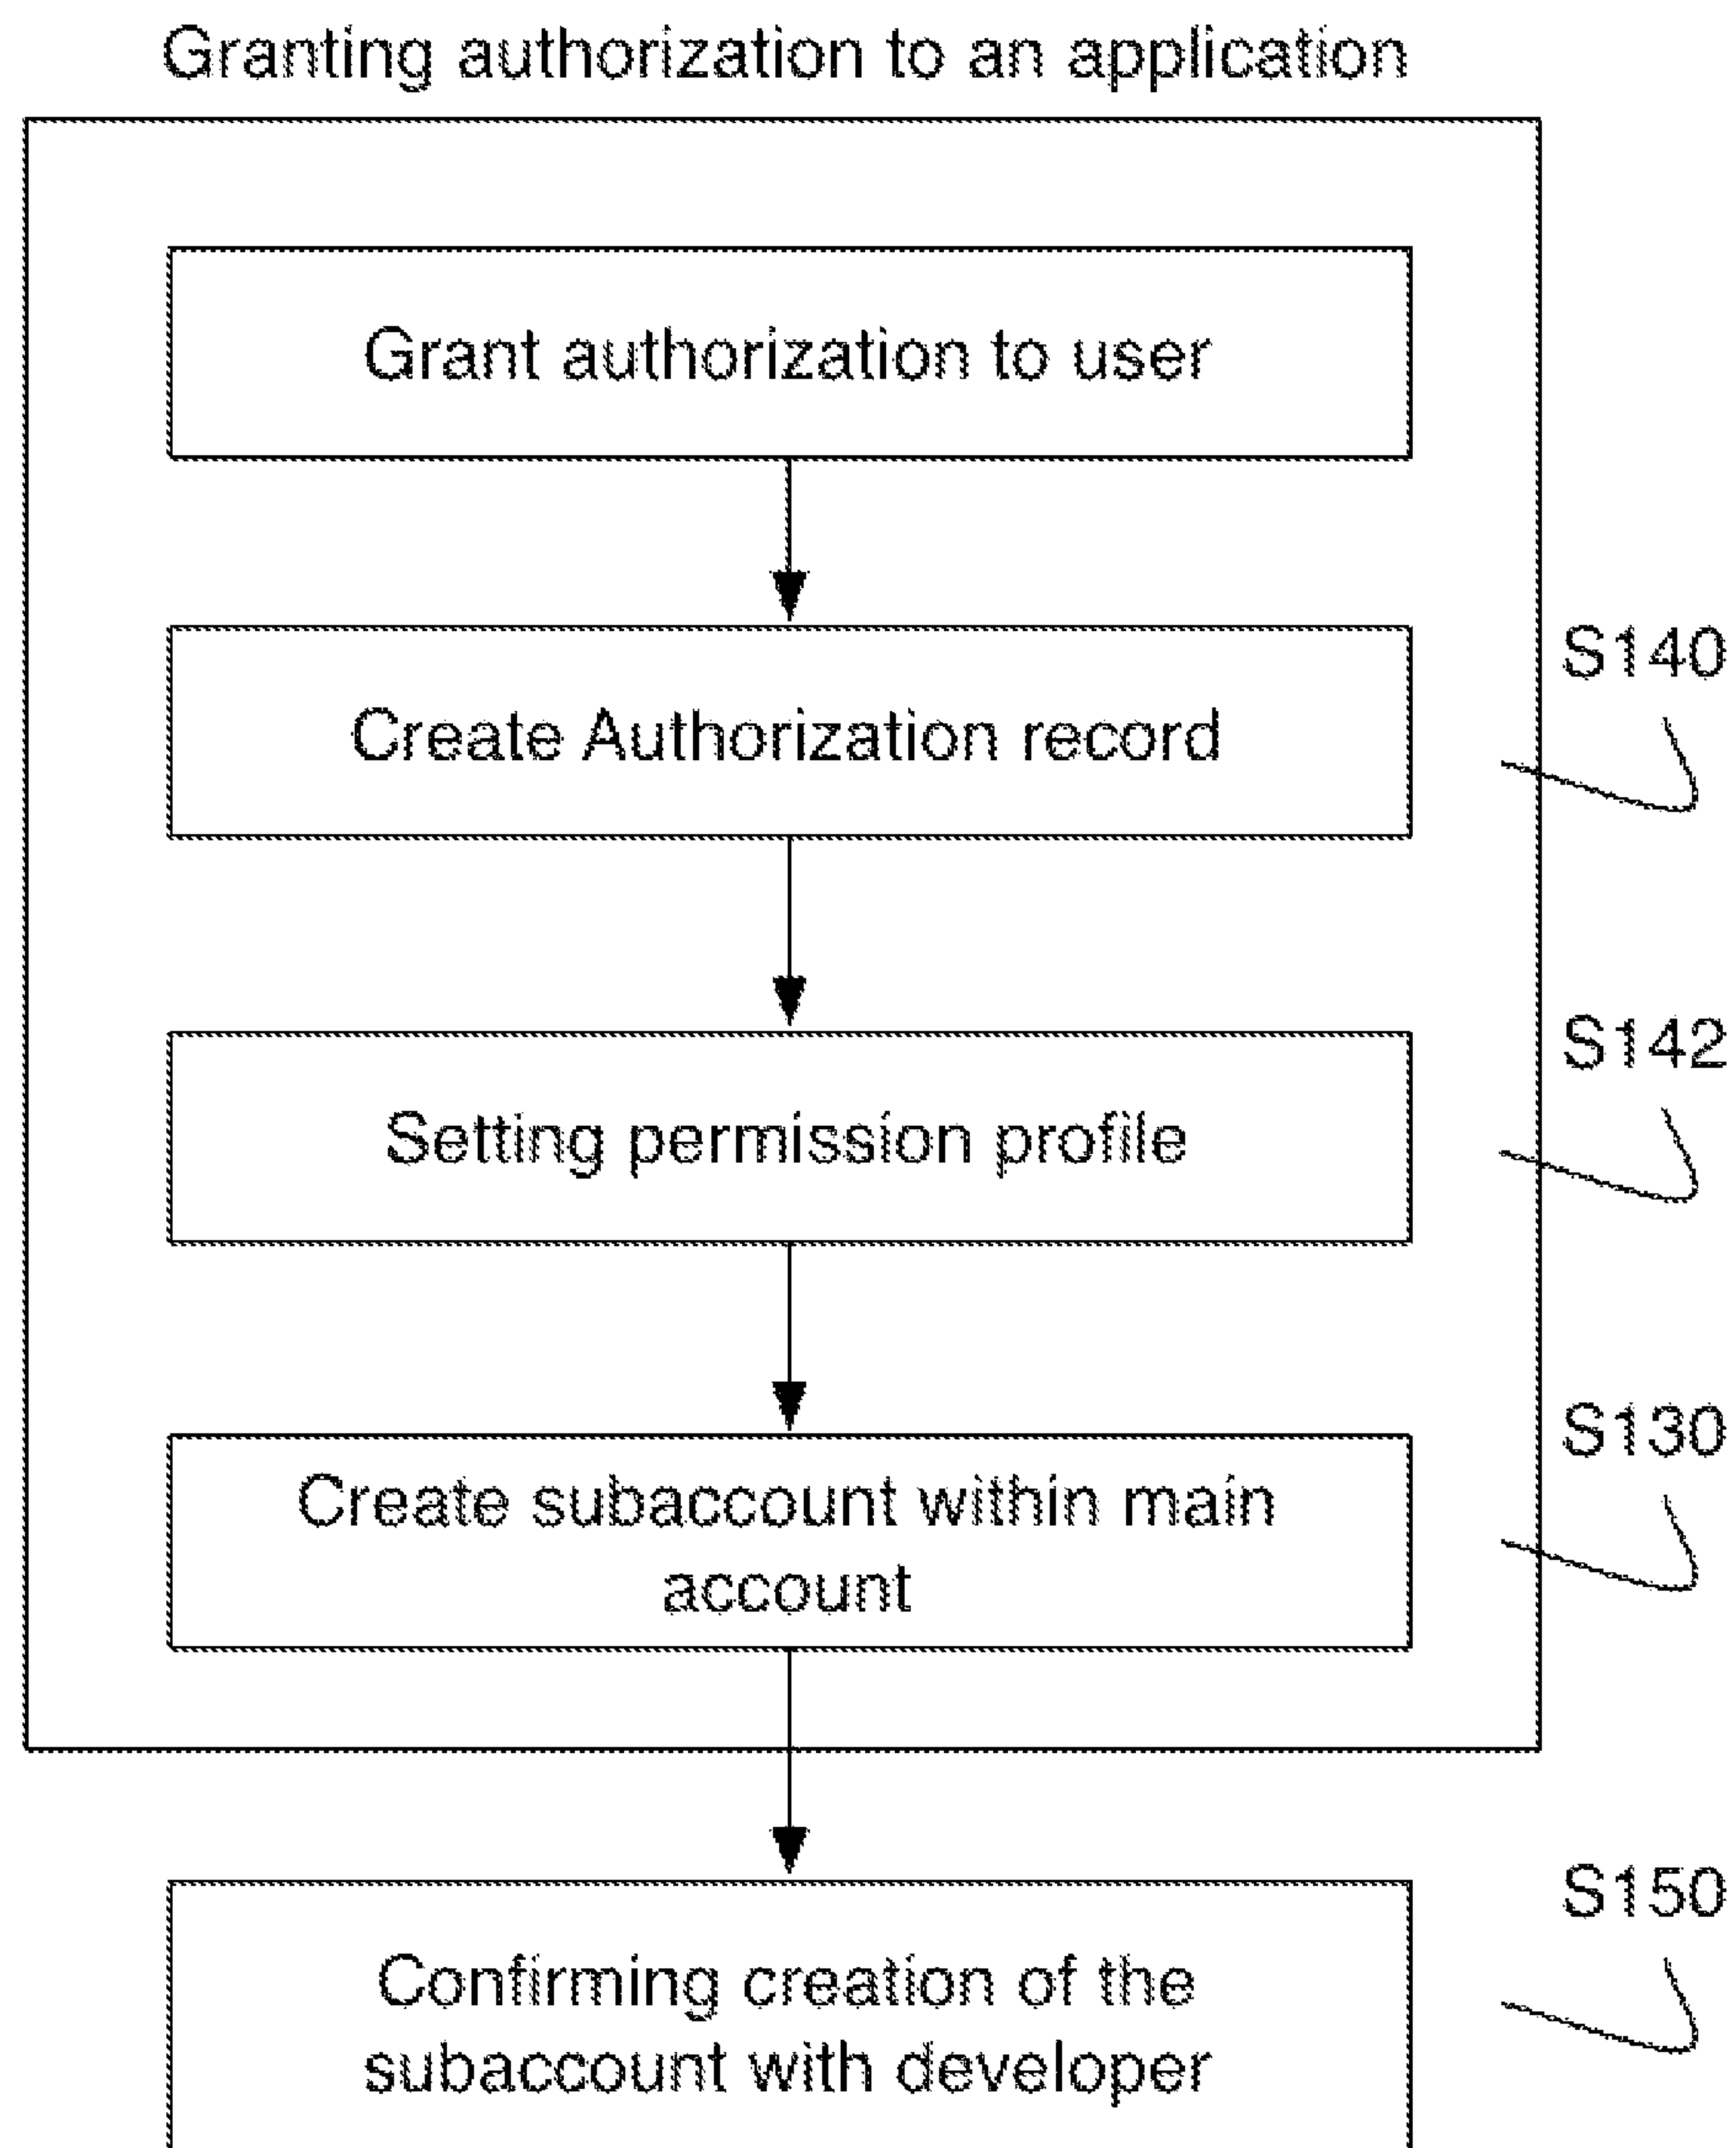 Granting authorization to an application
Grant authorization to user
Create Authorization record
S140
Setting permission profile
S142
Create subaccount within main
account
S130
Confirming creation of the
subaccount with developer
S150